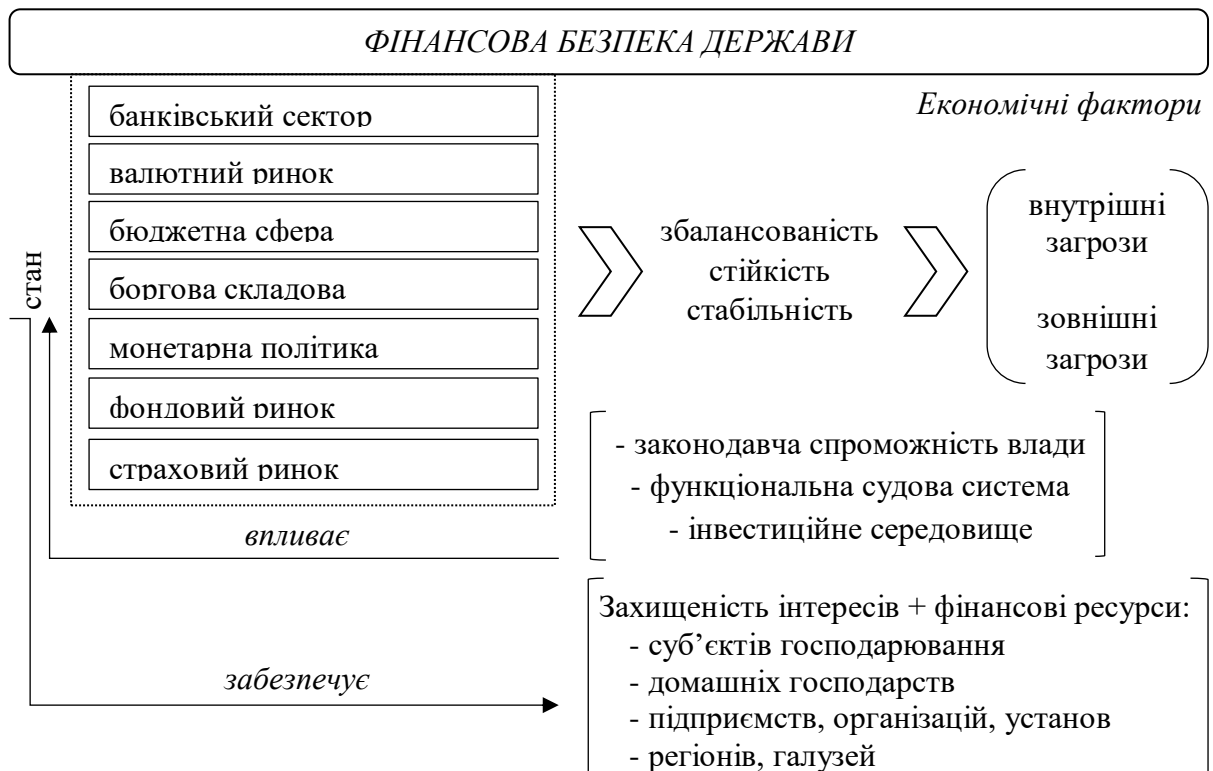 ФІНАНСОВА БЕЗПЕКА ДЕРЖАВИ
Економічні фактори
банківський сектор
валютний ринок
бюджетна сфера
боргова складова
монетарна політика
фондовий ринок
страховий ринок
стан
збалансованість
стійкість
стабільність
внутрішні
загрози
зовнішні
загрози
- законодавча спроможність влади
- функціональна судова система
- інвестиційне середовище
впливає
Захищеність інтересів + фінансові ресурси:
- суб’єктів господарювання
- домашніх господарств
- підприємств, організацій, установ
- регіонів, галузей
забезпечує